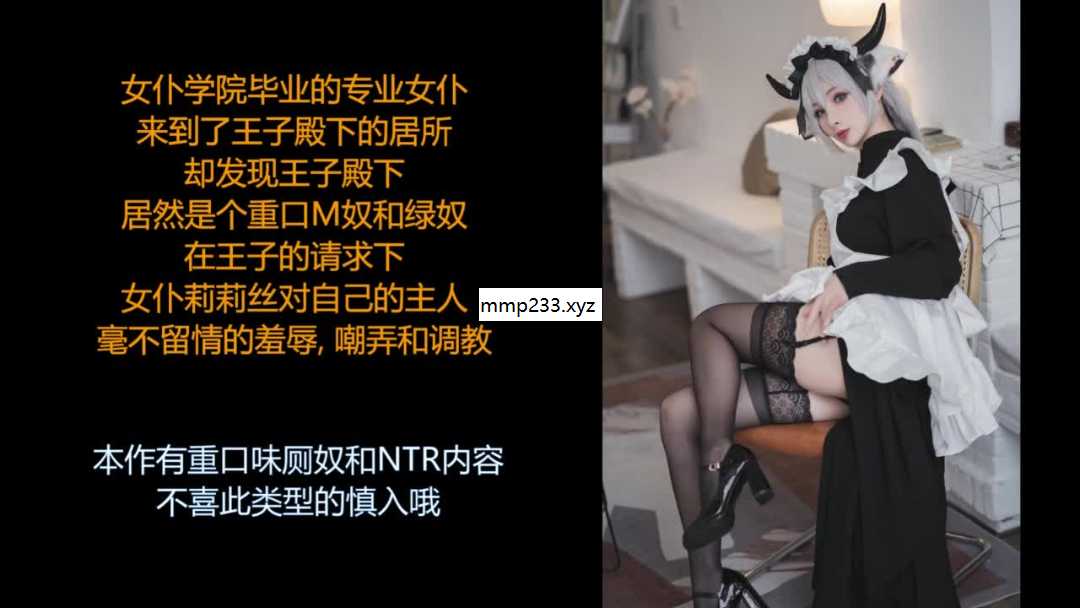 女仆学院毕业的专业女仆
来到了王子殿下的居所
却发现王子殿下
居然是个重口M奴和绿奴
在王子的请求下
女仆莉莉丝对自己的主人
毫不留情的羞辱, 嘲弄和调教
mmp233.xyz
本作有重口味厕奴和NTR内容
不喜此类型的慎入哦